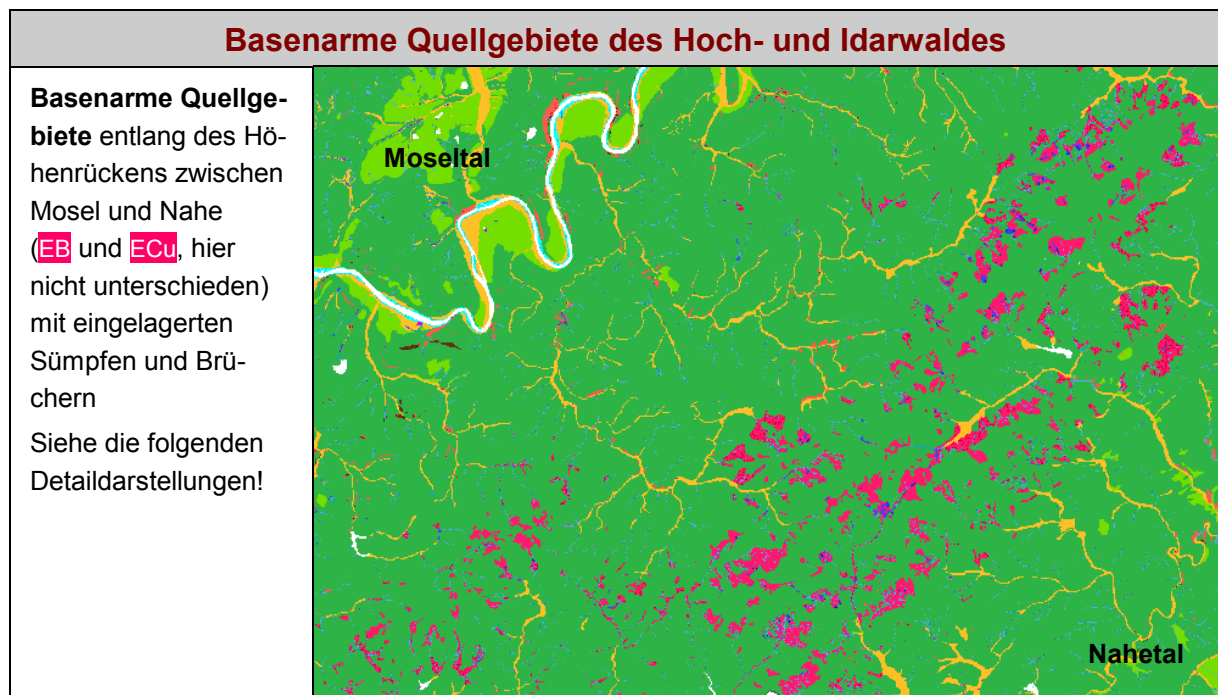 Basenarme Quellgebiete des Hoch- und Idarwaldes
Basenarme Quellge-
biete entlang des Hö-
henrückens zwischen
Mosel und Nahe
(EB und ECu, hier
nicht unterschieden)
mit eingelagerten
Sümpfen und Brü-
chern
Siehe die folgenden
Detaildarstellungen!
Moseltal
Nahetal